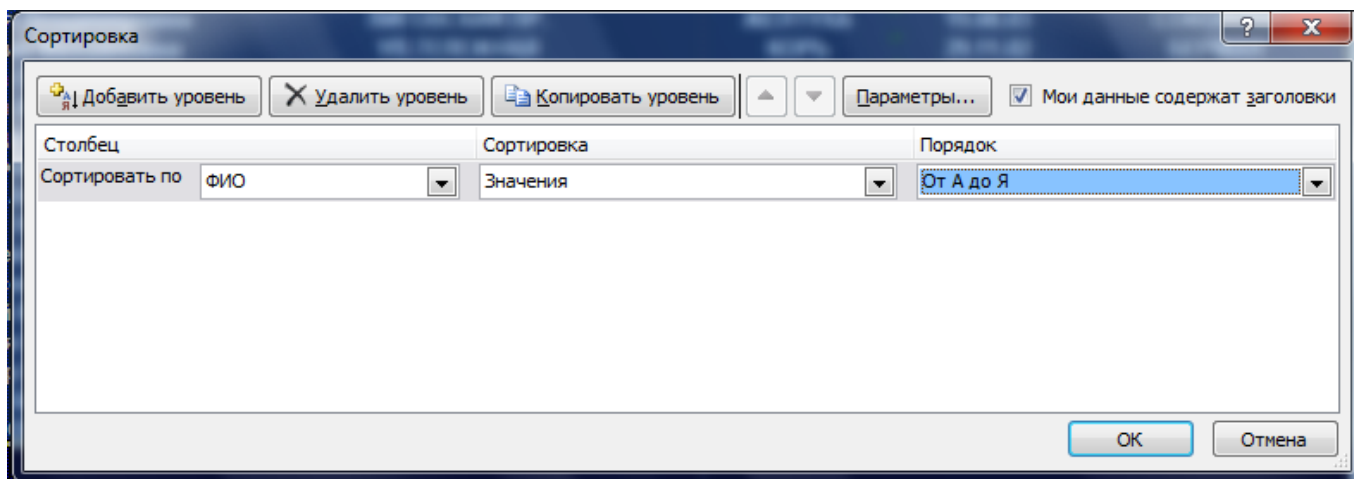 Сортировка
Добавить уровень Удалить уровень Копировать уровень Параметры... Мои данные содержат заголовки
Столбец Сортировка Порядок
Сортировать по ФИО Значения От А до Я
ОК Отмена